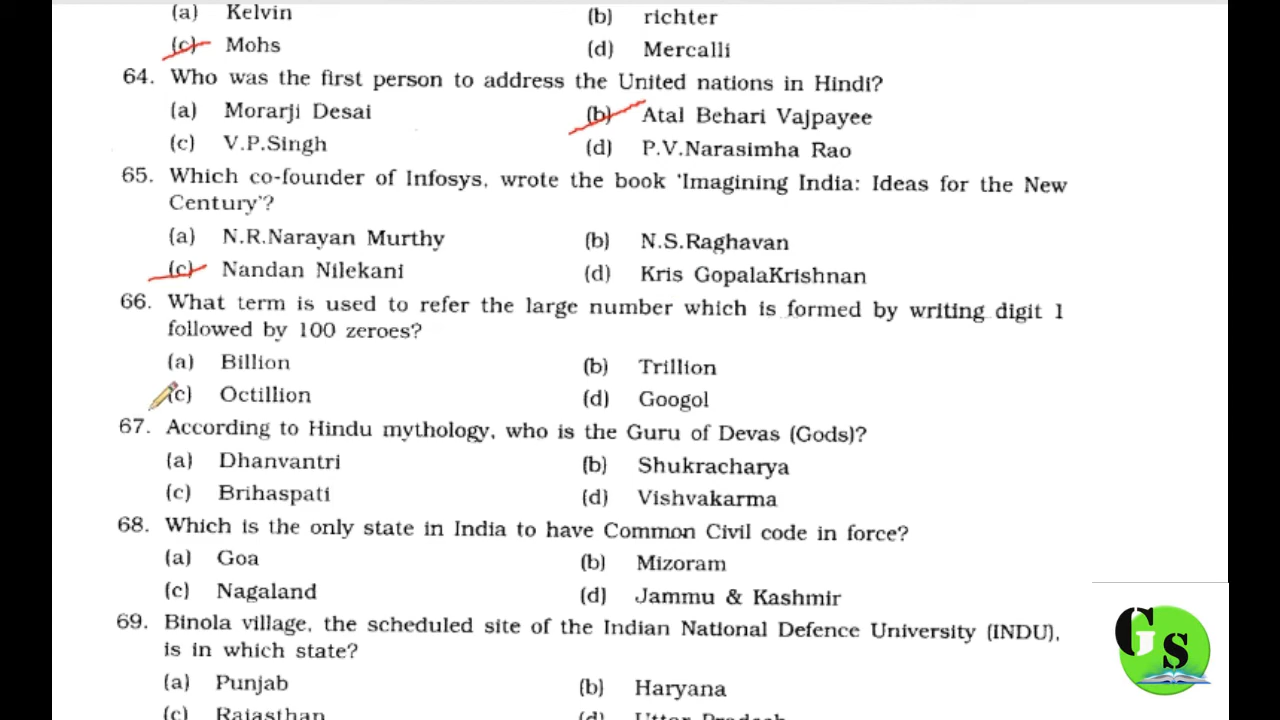 (a) Kelvin (b) richter
(c) Mohs (d) Mercalli
64. Who was the first person to address the United nations in Hindi?
(a) Morarji Desai (b) Atal Behari Vajpayee
(c) V.P.Singh (d) P.V.Narasimha Rao
65. Which co-founder of Infosys, wrote the book 'Imagining India: Ideas for the New
Century'?
(a) N.R.Narayan Murthy (b) N.S.Raghavan
(c) Nandan Nilekani (d) Kris GopalaKrishnan
66. What term is used to refer the large number which is formed by writing digit 1
followed by 100 zeroes?
(a) Billion (b) Trillion
(c) Octillion (d) Googol
67. According to Hindu mythology, who is the Guru of Devas (Gods)?
(a) Dhanvantri (b) Shukracharya
(c) Brihaspati (d) Vishvakarma
68. Which is the only state in India to have Common Civil code in force?
(a) Goa (b) Mizoram
(c) Nagaland (d) Jammu & Kashmir
69. Binola village, the scheduled site of the Indian National Defence University (INDU),
is in which state?
(a) Punjab (b) Haryana
(c) Rajasthan (d) Uttar Pradesh
GS